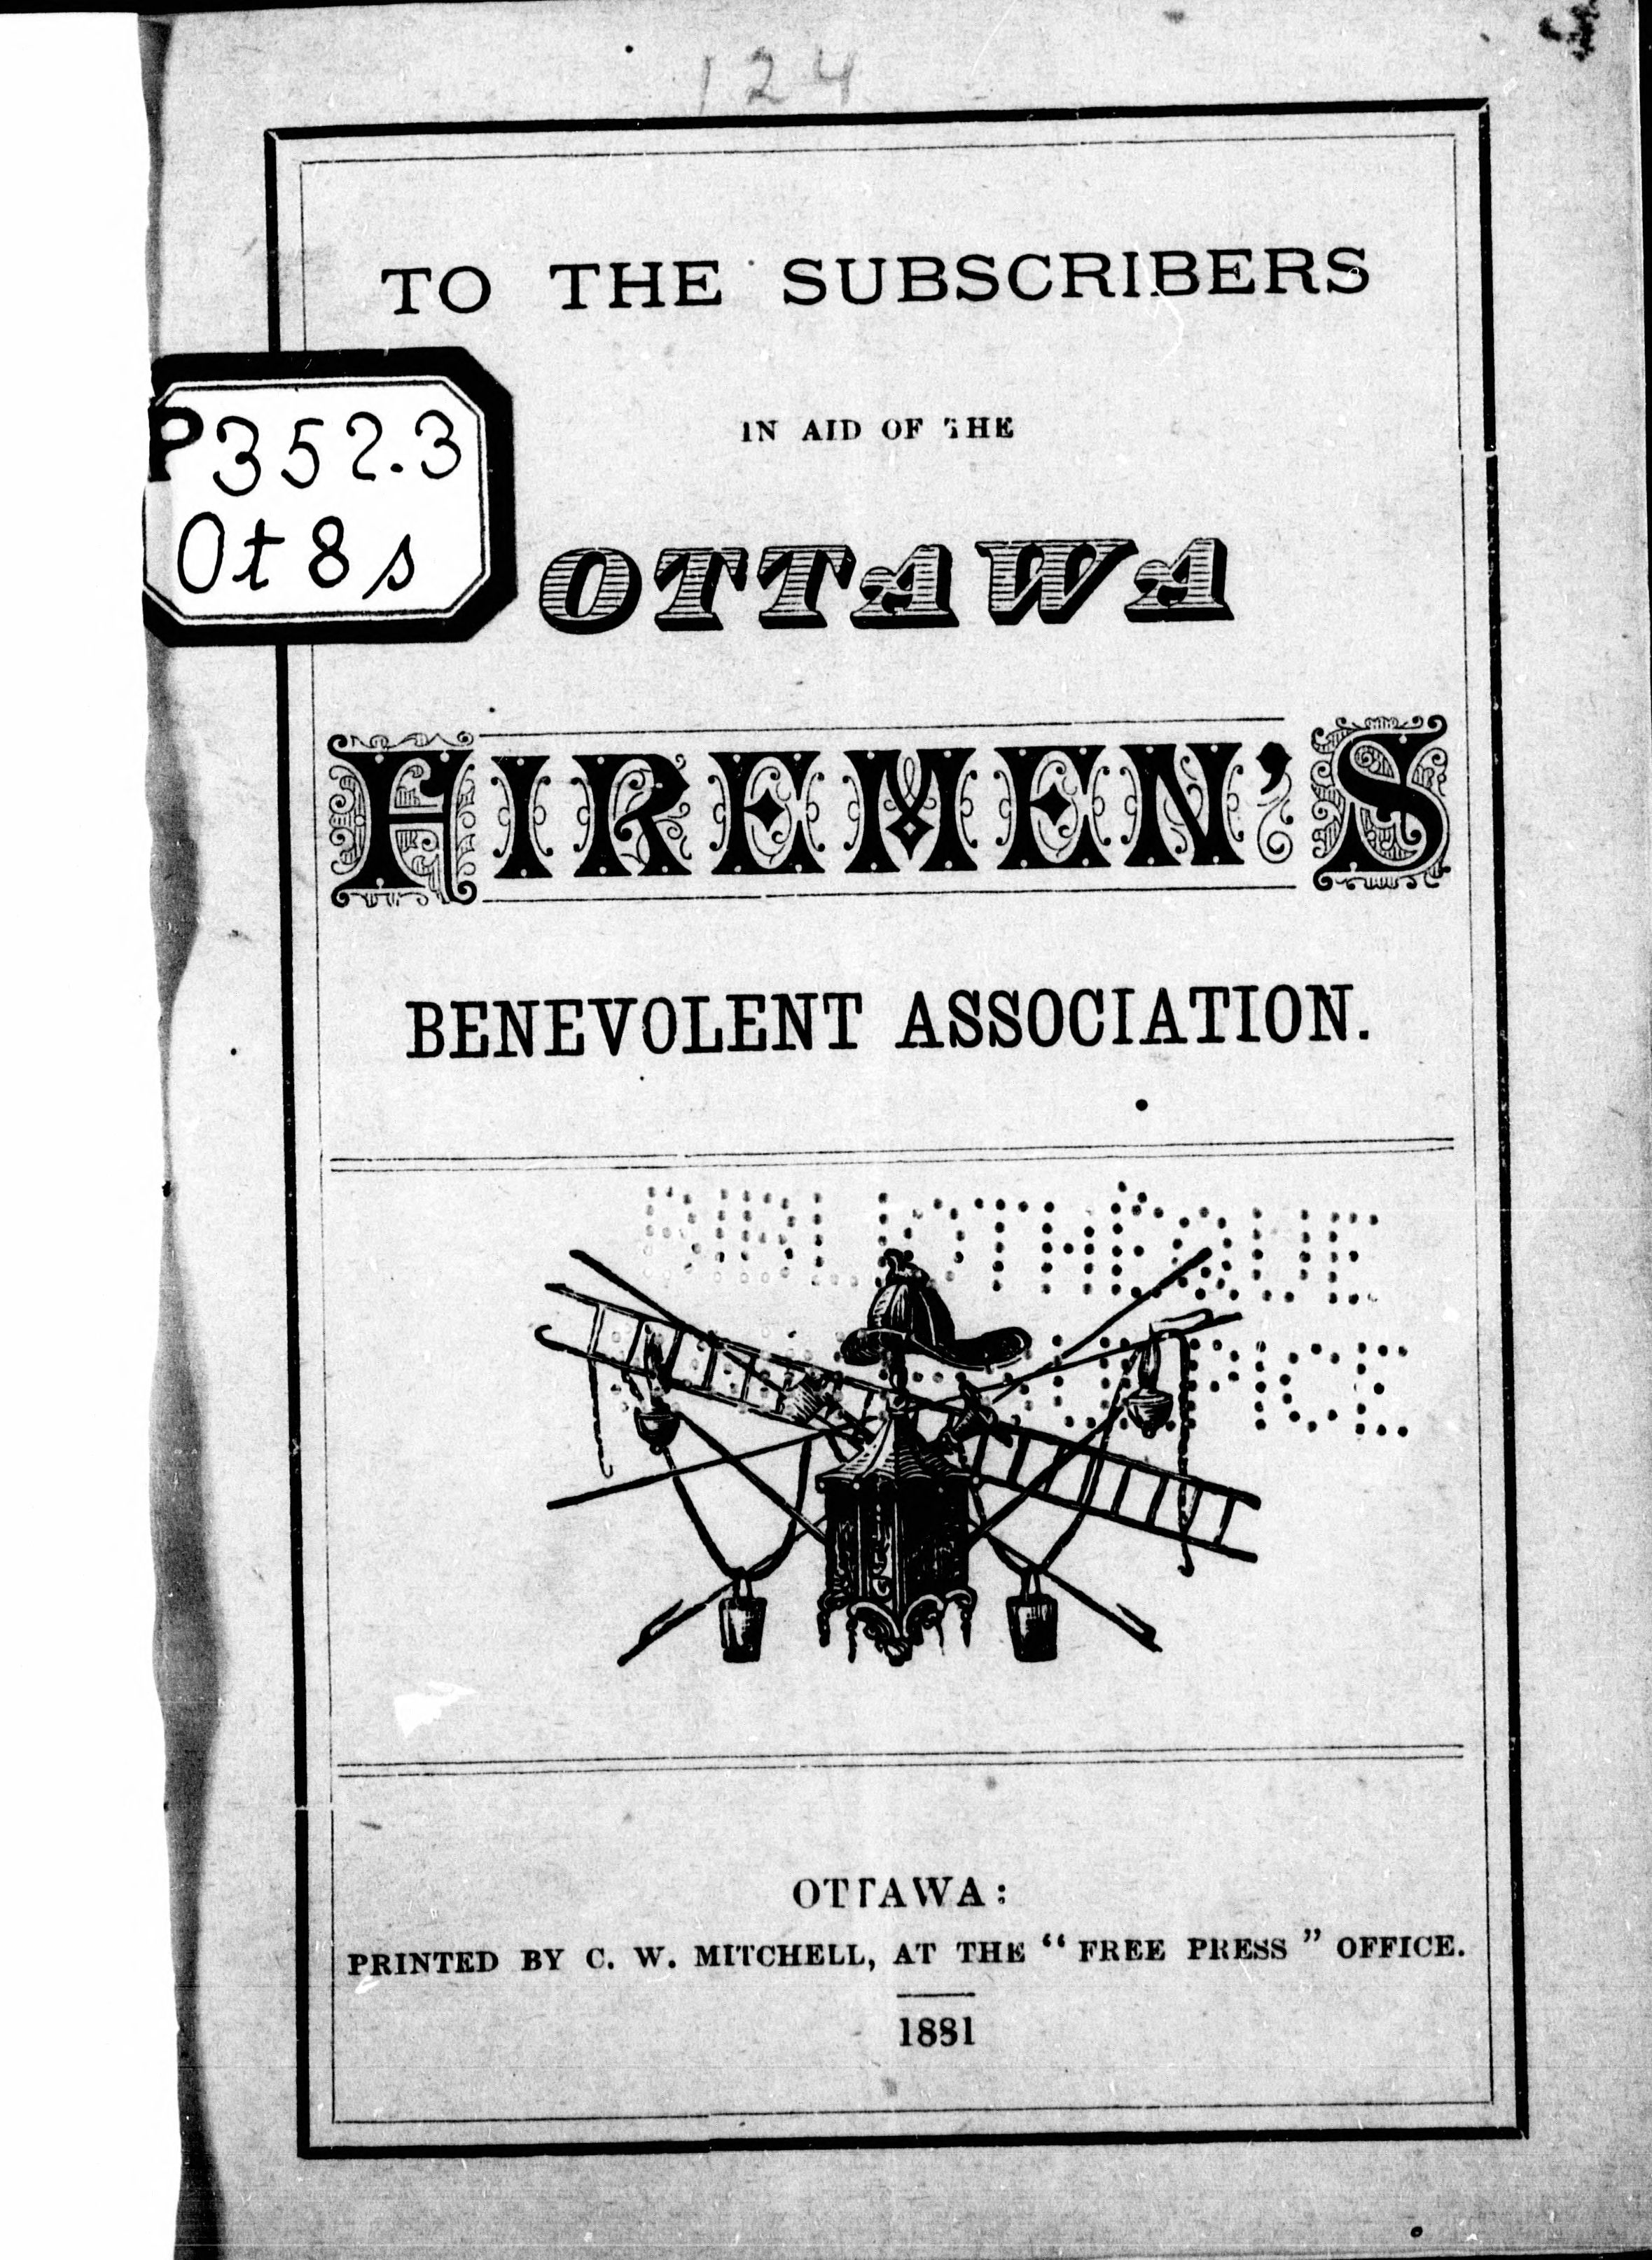 124
TO THE SUBSCRIBERS
IN AID OF THE
P352.3
Ot8s
OTTAWA
FIREMEN'S
BENEVOLENT ASSOCIATION.
BIBLIOTHÈQUE
OTTAWA:
PRINTED BY C. W. MITCHELL, AT THE "FREE PRESS" OFFICE.
1881